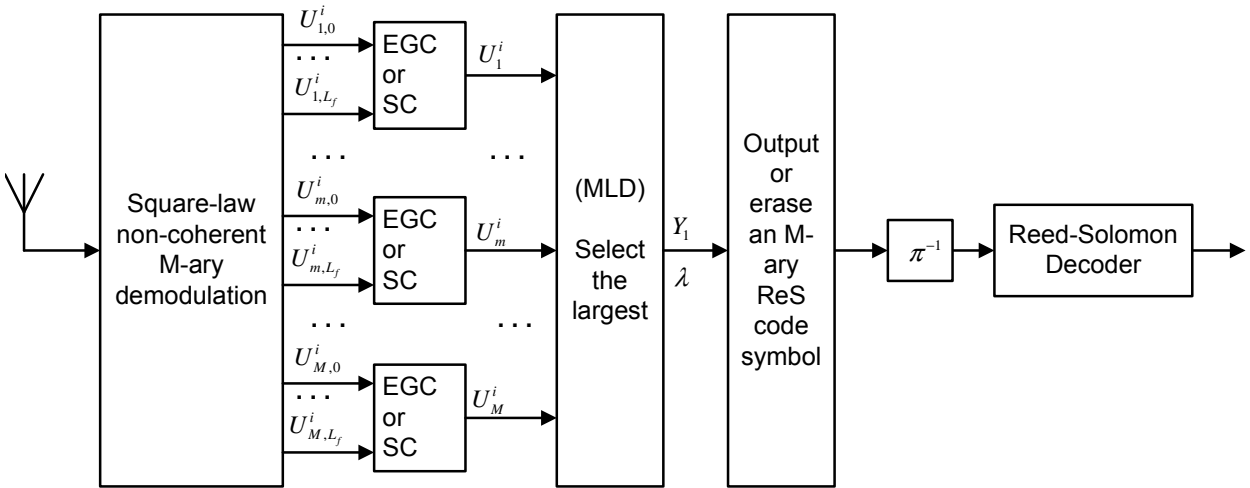 Square-law
non-coherent
M-ary
demodulation
U^i_{1,0}
...
U^i_{1,L_f}
...
U^i_{m,0}
...
U^i_{m,L_f}
...
U^i_{M,0}
...
U^i_{M,L_f}
EGC
or
SC
EGC
or
SC
EGC
or
SC
U^i_1
...
U^i_m
...
U^i_M
(MLD)
Select
the
largest
Y_1
λ
Output
or
erase
an M-
ary
ReS
code
symbol
π^{-1}
Reed-Solomon
Decoder